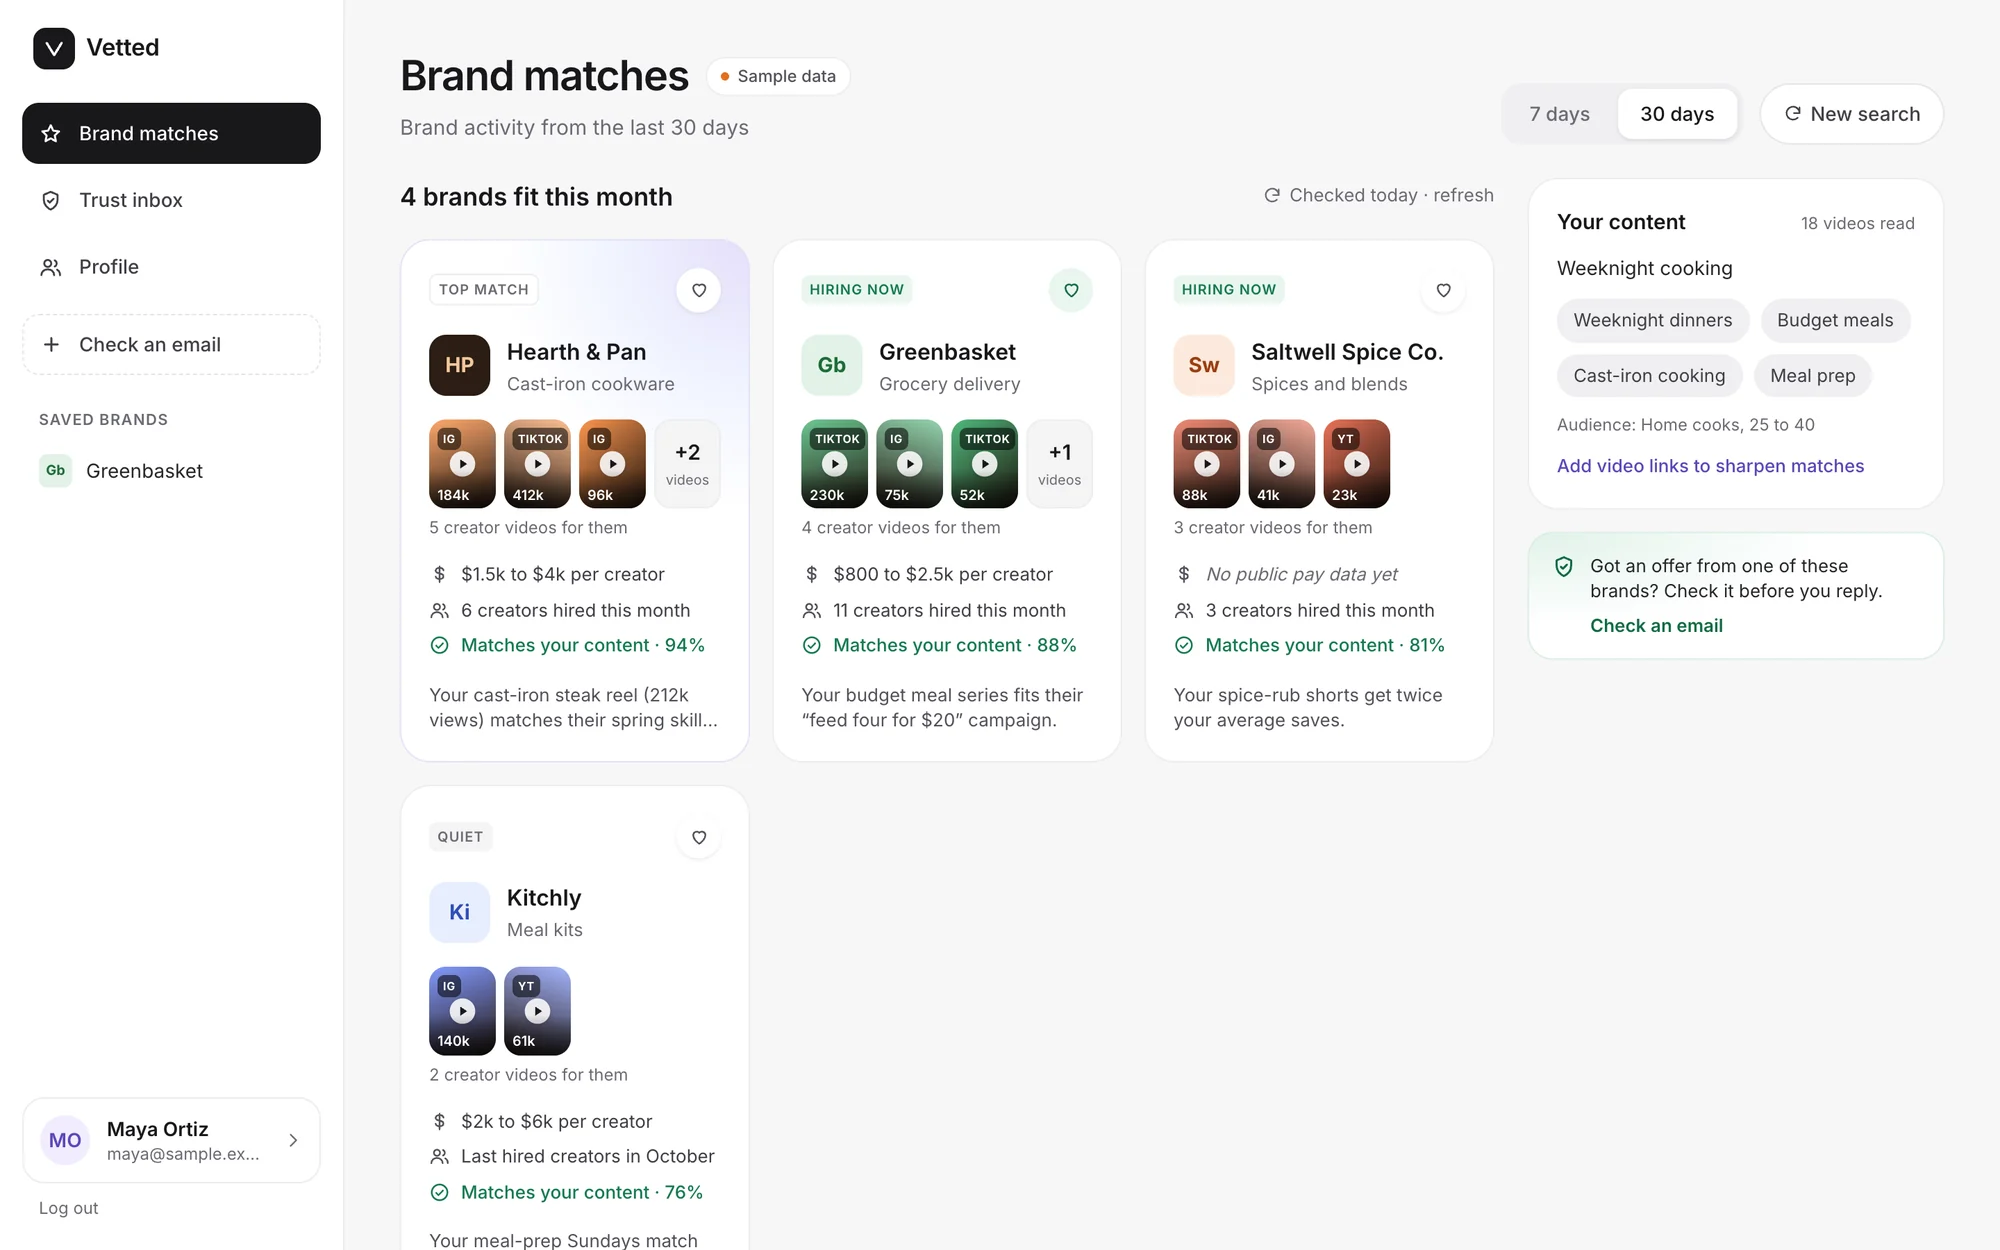 Vetted
Brand matches
Trust inbox
Profile
Check an email
SAVED BRANDS
Gb Greenbasket
MO
Maya Ortiz
maya@sample.ex...
Log out
Brand matches
Sample data
Brand activity from the last 30 days
7 days
30 days
New search
4 brands fit this month
Checked today · refresh
TOP MATCH
HP
Hearth & Pan
Cast-iron cookware
IG
184k
TIKTOK
412k
IG
96k
+2
videos
5 creator videos for them
$ $1.5k to $4k per creator
6 creators hired this month
Matches your content · 94%
Your cast-iron steak reel (212k
views) matches their spring skill...
HIRING NOW
Gb
Greenbasket
Grocery delivery
TIKTOK
230k
IG
75k
TIKTOK
52k
+1
videos
4 creator videos for them
$ $800 to $2.5k per creator
11 creators hired this month
Matches your content · 88%
Your budget meal series fits their
“feed four for $20” campaign.
HIRING NOW
Sw
Saltwell Spice Co.
Spices and blends
TIKTOK
88k
IG
41k
YT
23k
3 creator videos for them
$ No public pay data yet
3 creators hired this month
Matches your content · 81%
Your spice-rub shorts get twice
your average saves.
QUIET
Ki
Kitchly
Meal kits
IG
140k
YT
61k
2 creator videos for them
$ $2k to $6k per creator
Last hired creators in October
Matches your content · 76%
Your meal-prep Sundays match
Your content
18 videos read
Weeknight cooking
Weeknight dinners
Budget meals
Cast-iron cooking
Meal prep
Audience: Home cooks, 25 to 40
Add video links to sharpen matches
Got an offer from one of these
brands? Check it before you reply.
Check an email